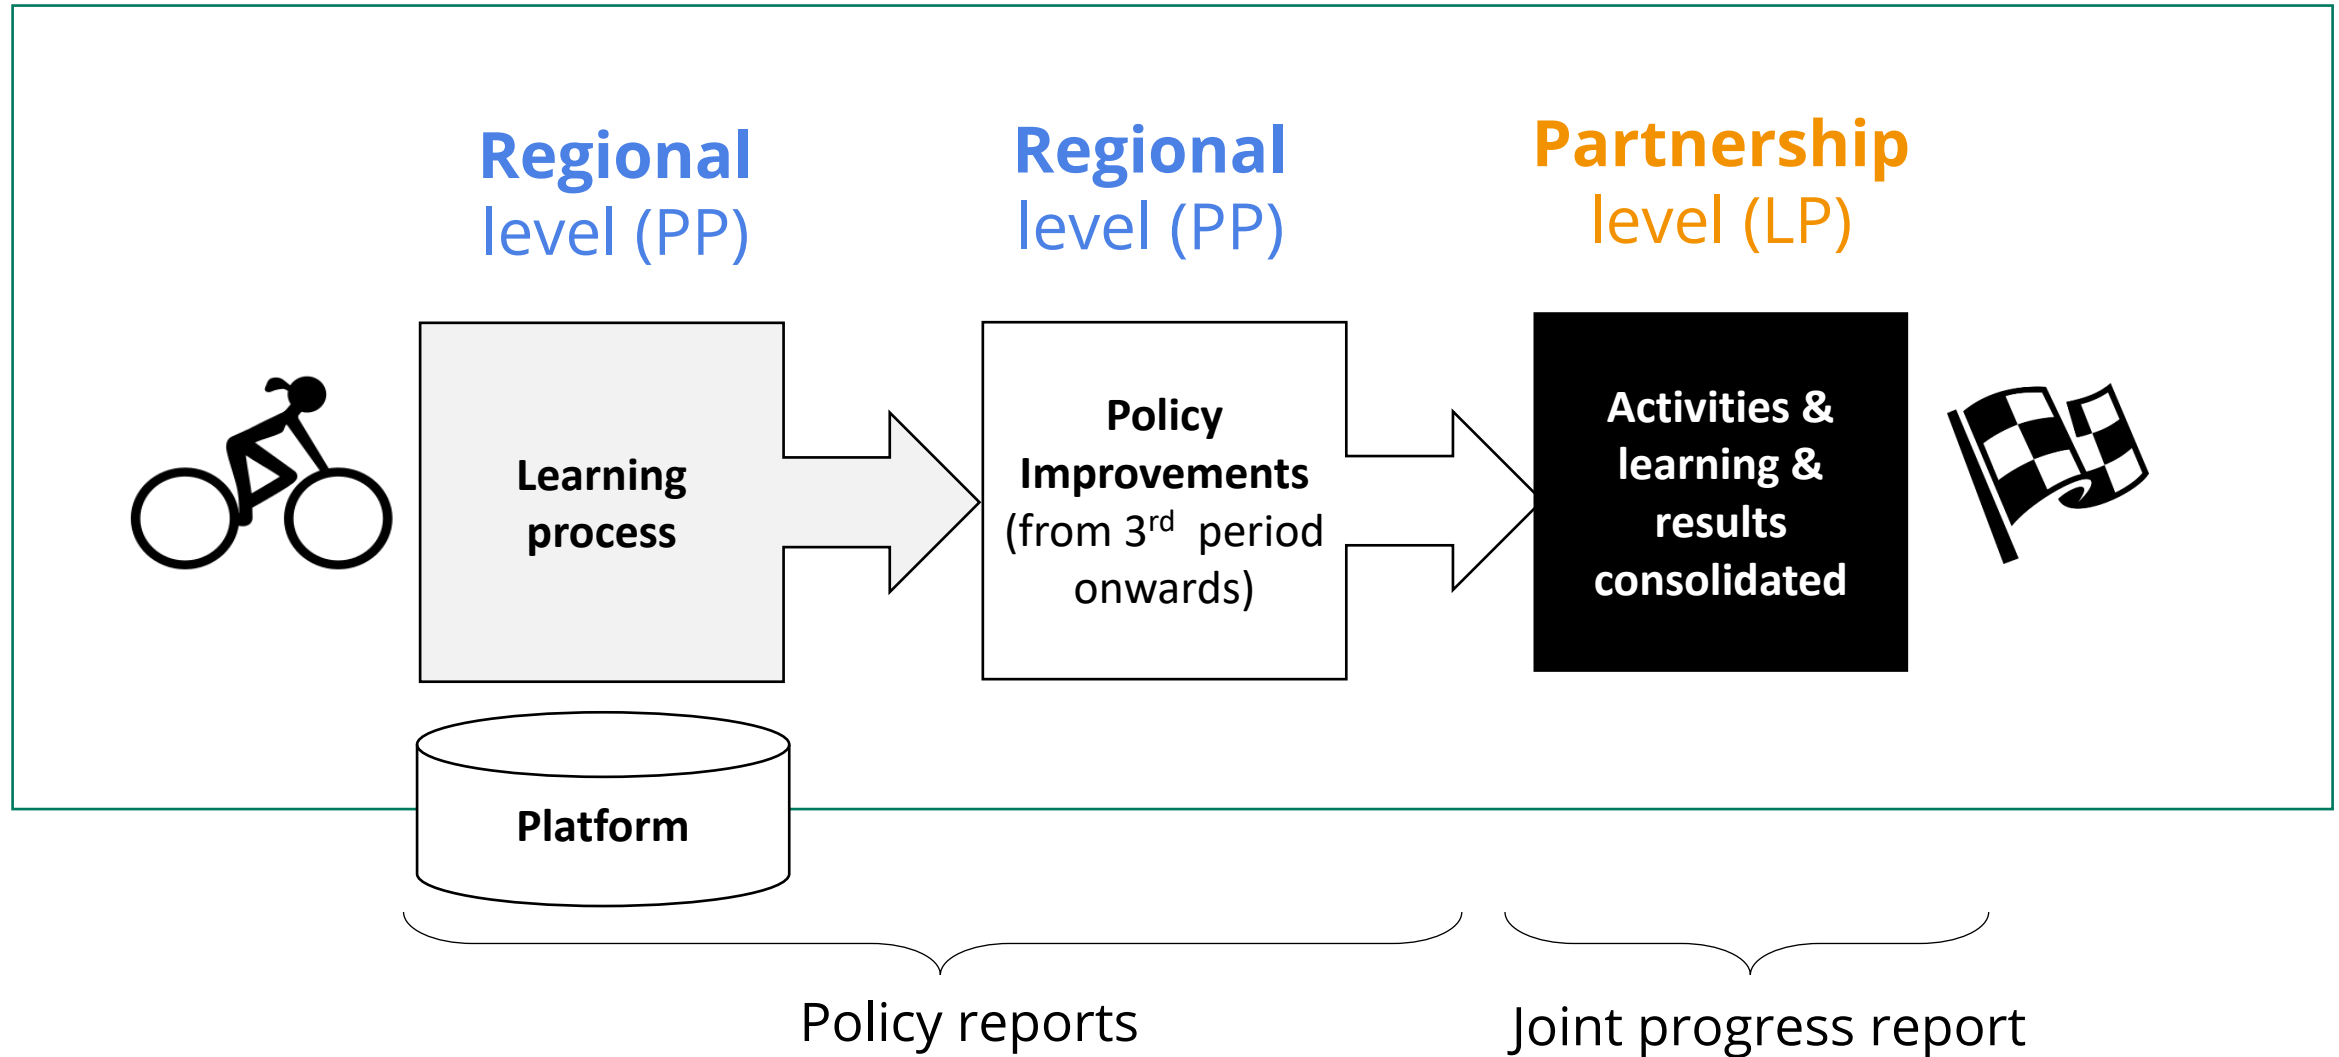 Regional
level (PP)
Regional
level (PP)
Partnership
level (LP)
Learning
process
Policy
Improvements
(from 3rd period
onwards)
Activities &
learning &
results
consolidated
Platform
Policy reports
Joint progress report